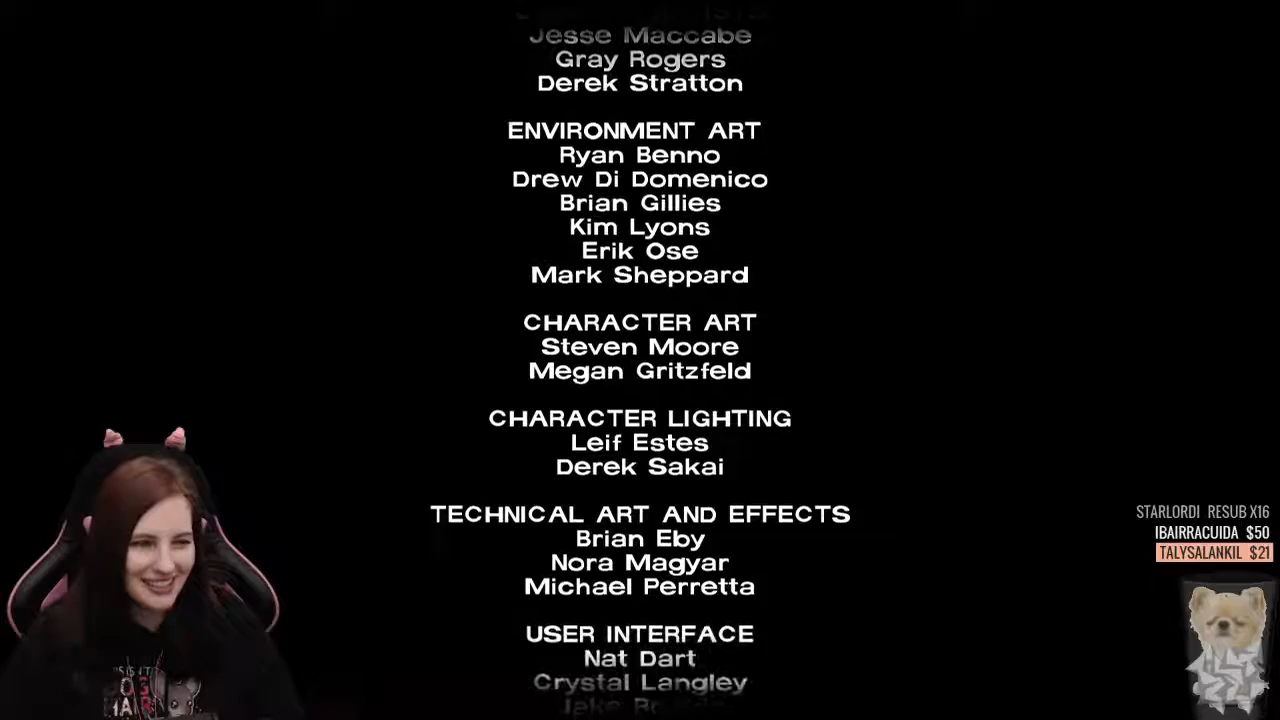 Jesse Maccabe
Gray Rogers
Derek Stratton
ENVIRONMENT ART
Ryan Benno
Drew Di Domenico
Brian Gillies
Kim Lyons
Erik Ose
Mark Sheppard
CHARACTER ART
Steven Moore
Megan Gritzfeld
CHARACTER LIGHTING
Leif Estes
Derek Sakai
TECHNICAL ART AND EFFECTS
Brian Eby
Nora Magyar
Michael Perretta
USER INTERFACE
Nat Dart
Crystal Langley
STARLORDI RESUB X16
IBAIRRACUIDA $50
TALYSALANKIL $21